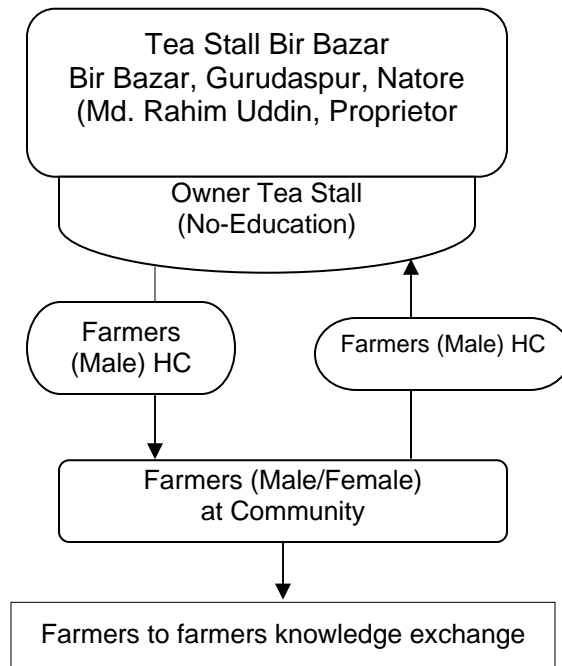 Tea Stall Bir Bazar
Bir Bazar, Gurudaspur, Natore
(Md. Rahim Uddin, Proprietor
Owner Tea Stall
(No-Education)
Farmers
(Male) HC
Farmers (Male) HC
Farmers (Male/Female)
at Community
Farmers to farmers knowledge exchange